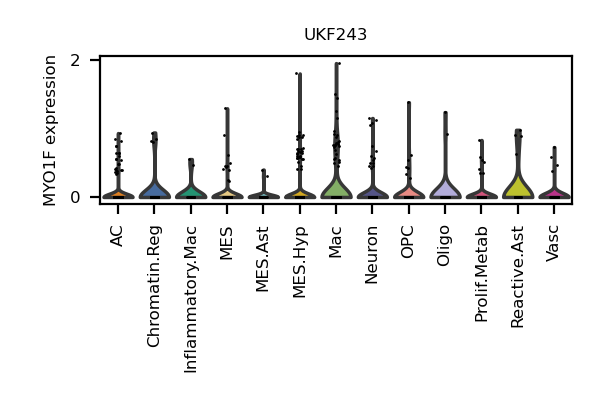 UKF243
MYO1F expression
2
0
AC
Chromatin.Reg
Inflammatory.Mac
MES
MES.Ast
MES.Hyp
Mac
Neuron
OPC
Oligo
Prolif.Metab
Reactive.Ast
Vasc